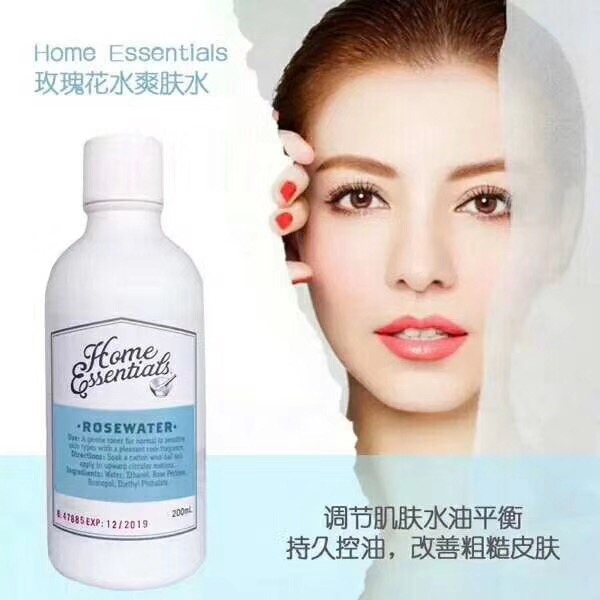 Home Essentials
玫瑰花水爽肤水
Home
Essentials
·ROSEWATER·
Use: A gentle toner for normal to sensitive
skin types with a pleasant rose fragrance.
Directions: Soak a cotton wool ball and
apply in upward circular motions.
Ingredients: Water, Ethanol, Rose Perfume,
Diethyl Phthalate.
B: 47885 EXP: 12/2019
200mL
调节肌肤水油平衡
持久控油，改善粗糙皮肤